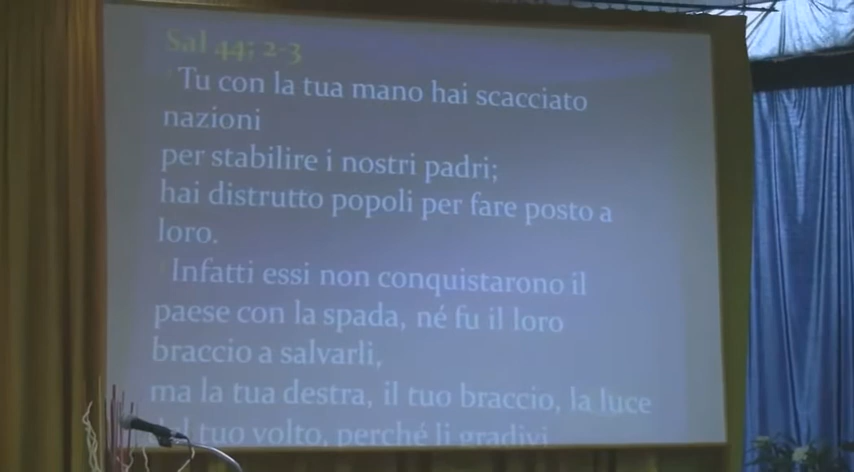 Sal 44; 2-3
Tu con la tua mano hai scacciato
nazioni
per stabilire i nostri padri;
hai distrutto popoli, per fare posto a
loro.
Infatti essi non conquistarono il
paese con la spada, né fu il loro
braccio a salvarli,
ma la tua destra, il tuo braccio, la luce
del tuo volto, perché li gradivi